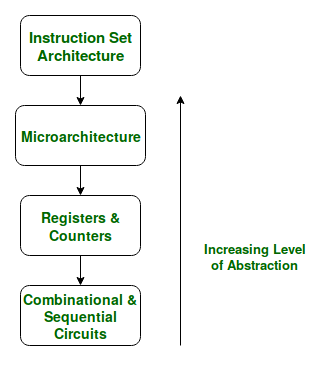 Instruction Set
Architecture
Microarchitecture
Registers &
Counters
Increasing Level
of Abstraction
Combinational &
Sequential
Circuits